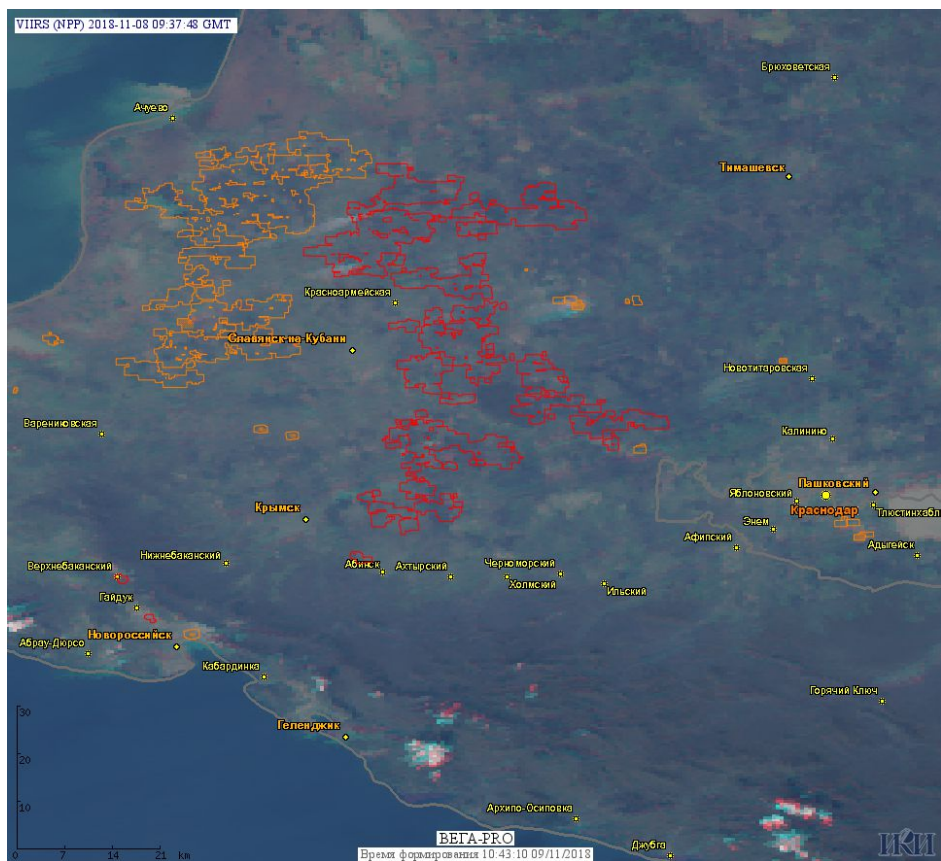 VIIRS (NPP) 2018-11-08 09:37:48 GMT
Брюховецкая
Ачуево
Тимашевск
Красноармейская
Славянск-на-Кубани
Новотитаровская
Варениковская
Калинино
Пашковский
Яблоновский
Краснодар
Тлюстинхабл
Крымск
Энем
Афипский
Адыгейск
Нижнебаканский
Верхнебаканский
Абинск
Ахтырский
Черноморский
Холмский
Ильский
Гайдук
Новороссийск
Абрау-Дюрсо
Кабардинка
Горячий Ключ
30
Геленджик
20
10
Архипо-Осиповка
ВЕГА-PRO
Джубга
0 7 14 21 km
Время формирования 10:43:10 09/11/2018
ИКИ